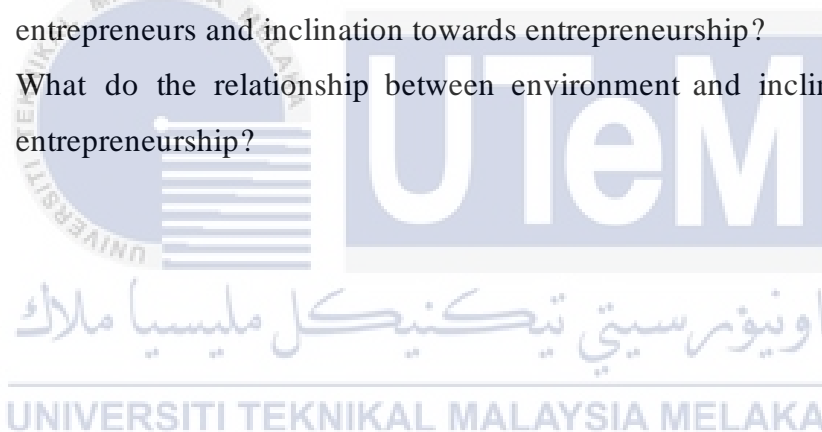 entrepreneurs and inclination towards entrepreneurship?
What do the relationship between environment and
entrepreneurship?
UTeM
اونيۏرسيتي تيكنيكل مليسيا ملاك
UNIVERSITI TEKNIKAL MALAYSIA MELAKA